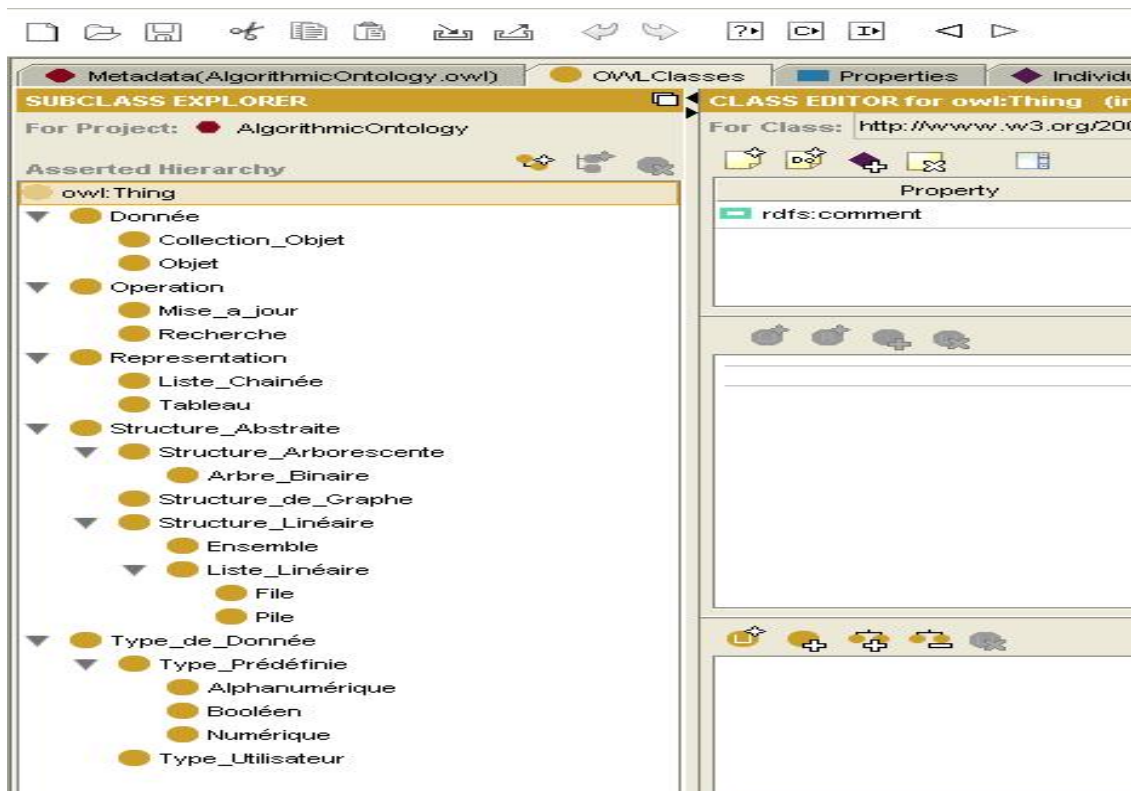 Metadata(AlgorithmicOntology.owl) OWLClasses Properties Individu
SUBCLASS EXPLORER
CLASS EDITOR for owl:Thing (in
For Project: AlgorithmicOntology
For Class: http://www.w3.org/200
Asserted Hierarchy
Property
rdfs:comment
owl:Thing
Donnée
Collection_Objet
Objet
Operation
Mise_a_jour
Recherche
Representation
Liste_Chainée
Tableau
Structure_Abstraite
Structure_Arborescente
Arbre_Binaire
Structure_de_Graphe
Structure_Linéaire
Ensemble
Liste_Linéaire
File
Pile
Type_de_Donnée
Type_Prédéfinie
Alphanumérique
Booléen
Numérique
Type_Utilisateur